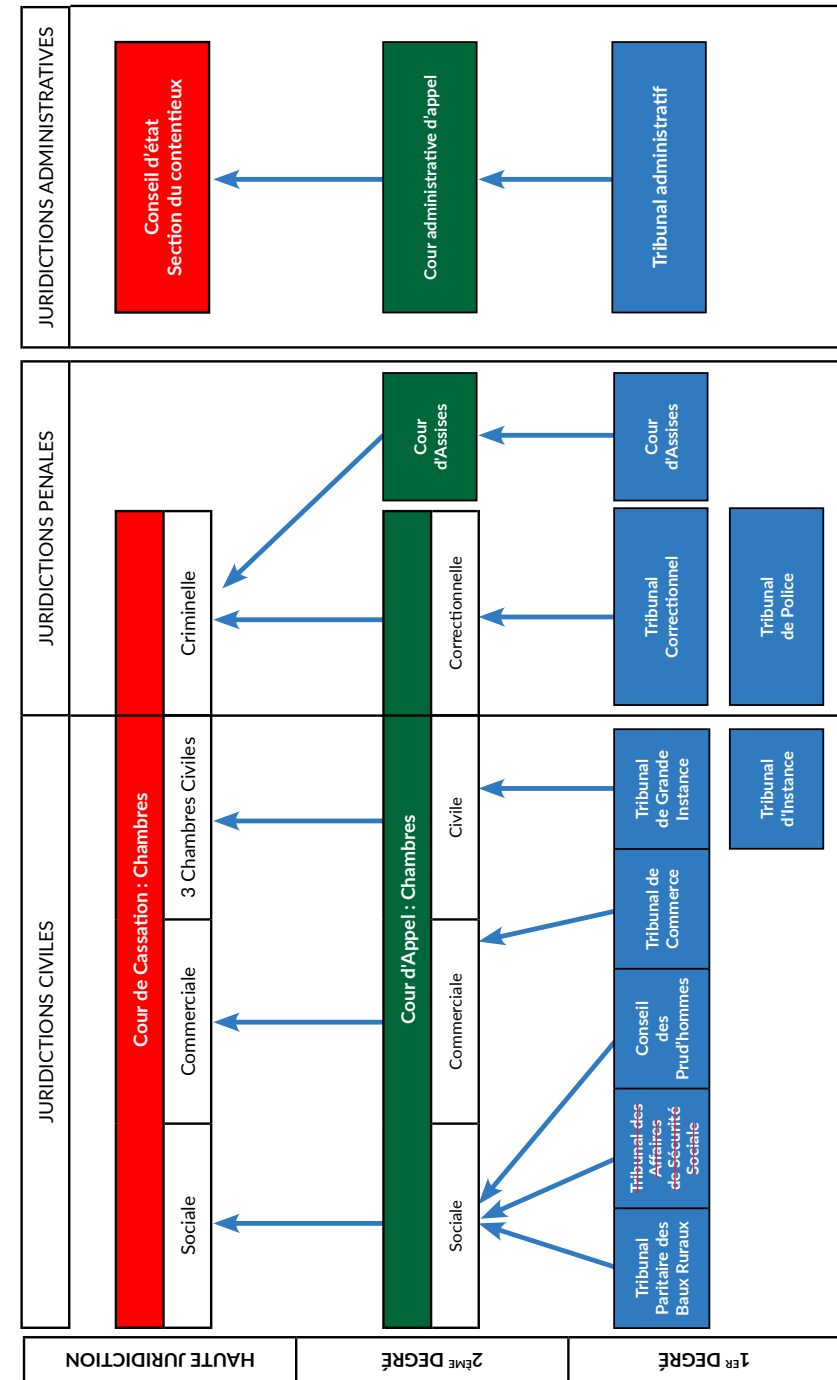 JURIDICTIONS CIVILES
JURIDICTIONS PENALES
JURIDICTIONS ADMINISTRATIVES
HAUTE JURIDICTION
Cour de Cassation : Chambres
Sociale
Commerciale
3 Chambres Civiles
Criminelle
Conseil d'état
Section du contentieux
2ÈME DEGRÉ
Cour d'Appel : Chambres
Sociale
Commerciale
Civile
Correctionnelle
Cour
d'Assises
Cour administrative d'appel
1ER DEGRÉ
Tribunal
Paritaire des
Baux Ruraux
Tribunal des
Affaires
de Sécurité
Sociale
Conseil
des
Prud'hommes
Tribunal de
Commerce
Tribunal
de Grande
Instance
Tribunal
Correctionnel
Cour
d'Assises
Tribunal administratif
Tribunal
d'Instance
Tribunal
de Police